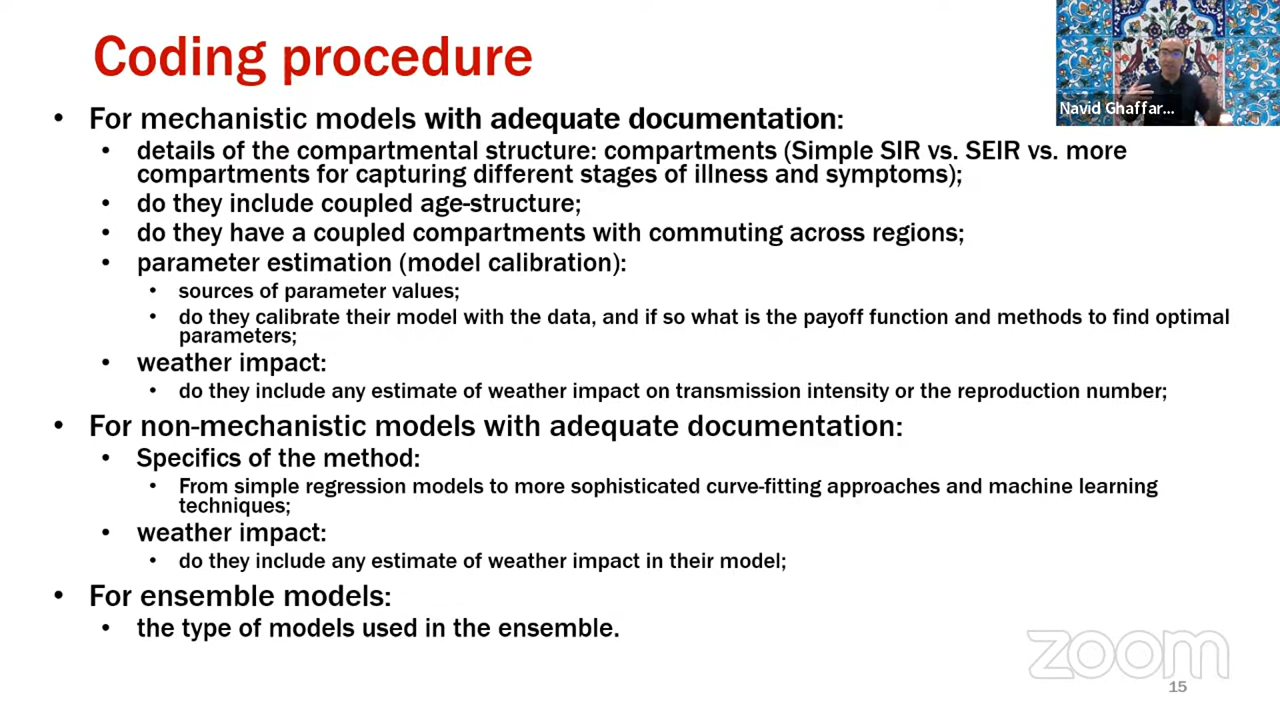 Coding procedure
Navid Ghaffar...
• For mechanistic models with adequate documentation:
• details of the compartmental structure: compartments (Simple SIR vs. SEIR vs. more
compartments for capturing different stages of illness and symptoms);
• do they include coupled age-structure;
• do they have a coupled compartments with commuting across regions;
• parameter estimation (model calibration):
• sources of parameter values;
• do they calibrate their model with the data, and if so what is the payoff function and methods to find optimal
parameters;
• weather impact:
• do they include any estimate of weather impact on transmission intensity or the reproduction number;
• For non-mechanistic models with adequate documentation:
• Specifics of the method:
• From simple regression models to more sophisticated curve-fitting approaches and machine learning
techniques;
• weather impact:
• do they include any estimate of weather impact in their model;
• For ensemble models:
• the type of models used in the ensemble.
zoom
15